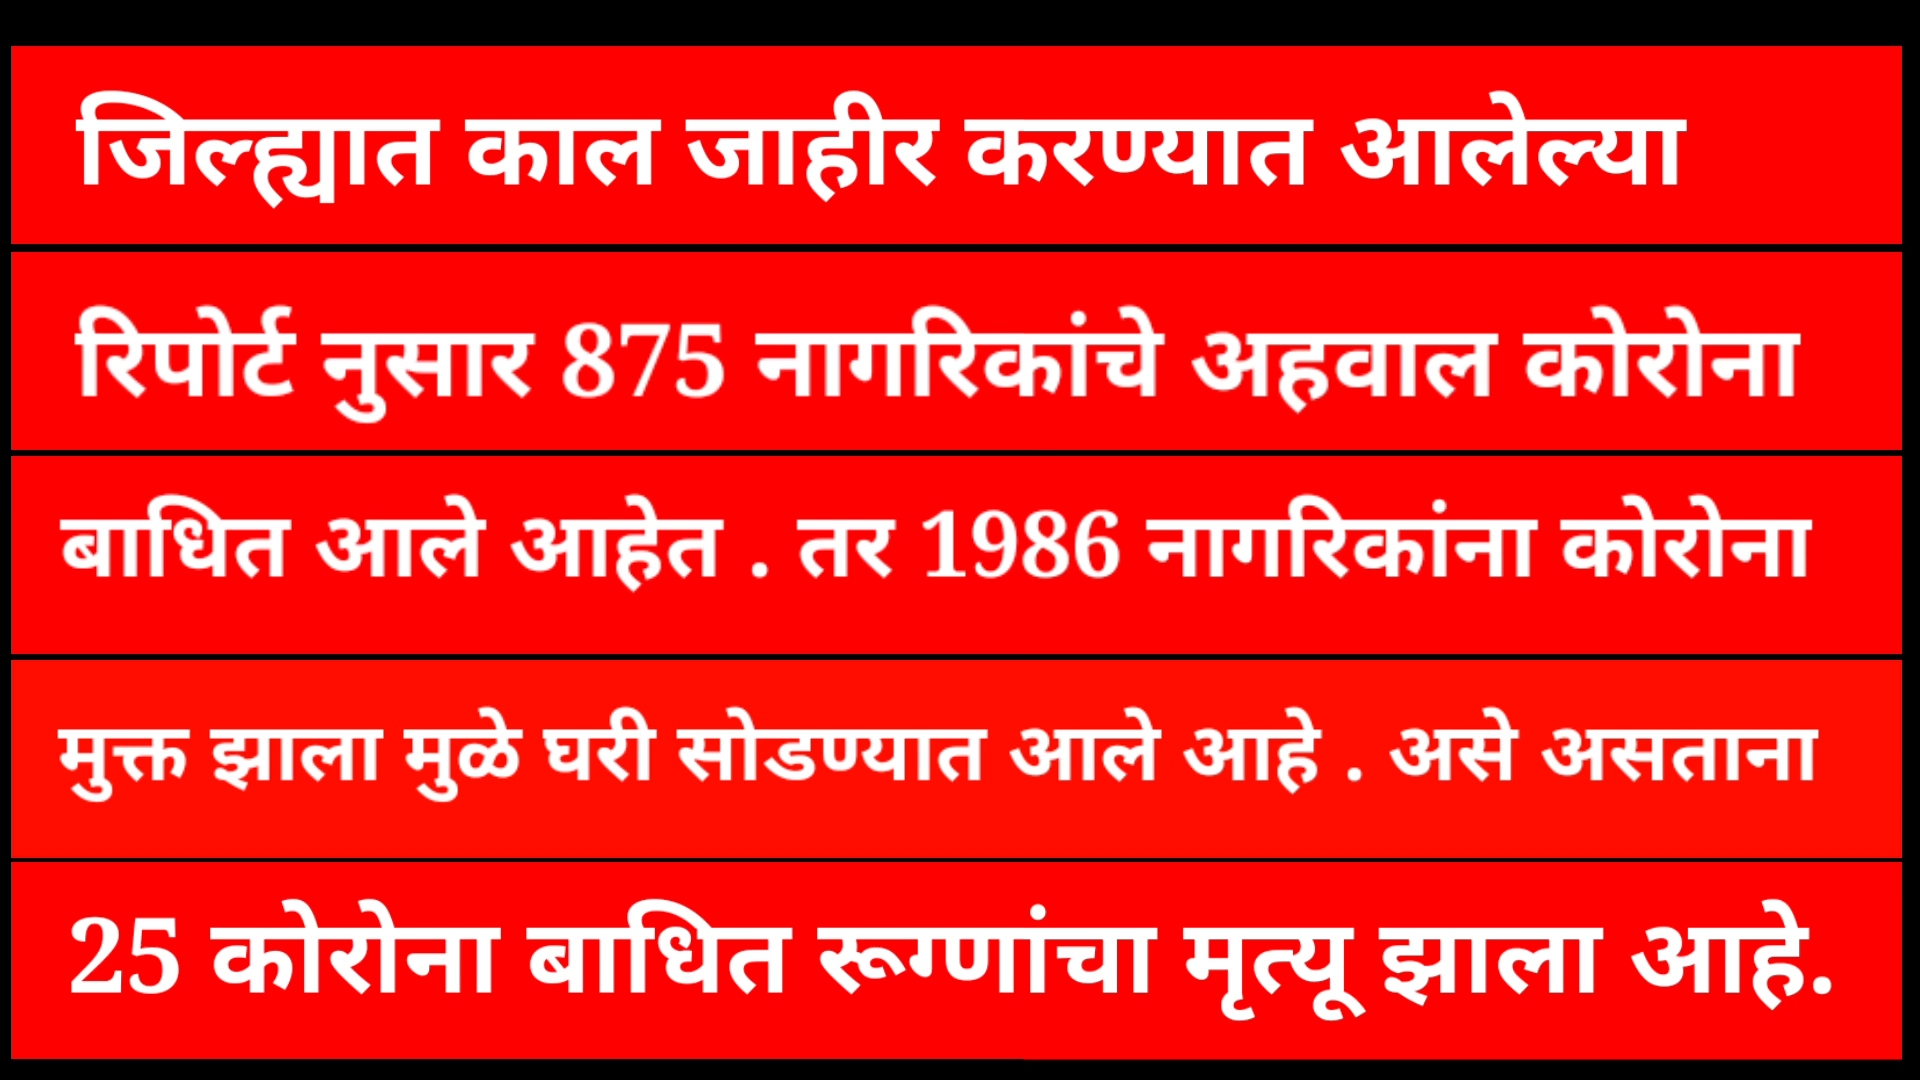 जिल्ह्यात काल जाहीर करण्यात आलेल्या
रिपोर्ट नुसार 875 नागरिकांचे अहवाल कोरोना
बाधित आले आहेत . तर 1986 नागरिकांना कोरोना
मुक्त झाला मुळे घरी सोडण्यात आले आहे . असे असताना
25 कोरोना बाधित रूग्णांचा मृत्यू झाला आहे.